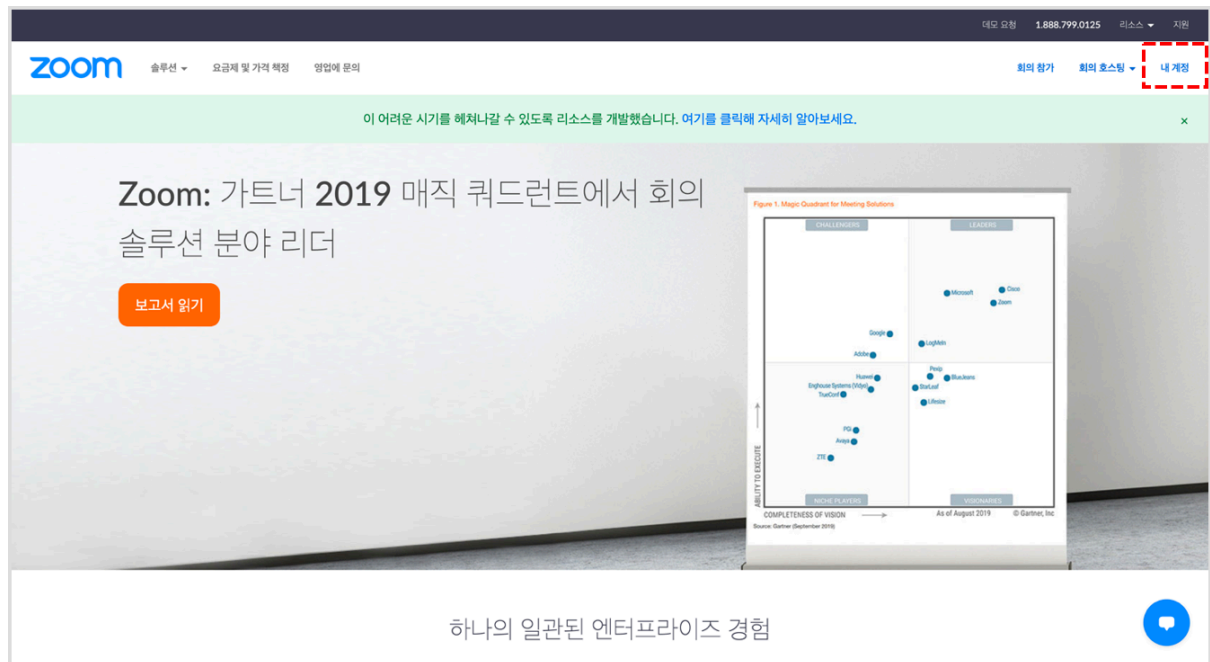 데모 요청 1.888.799.0125 리소스 지원
zoom 솔루션 요금제 및 가격 책정 영업에 문의 회의 참가 회의 호스팅 내 계정
이 어려운 시기를 헤쳐나갈 수 있도록 리소스를 개발했습니다. 여기를 클릭해 자세히 알아보세요. ×
Zoom: 가트너 2019 매직 쿼드런트에서 회의
솔루션 분야 리더
보고서 읽기
Figure 1. Magic Quadrant for Meeting Solutions
CHALLENGERS LEADERS
Microsoft Cisco
Zoom
Google
LogMeIn
Adobe
Pexip
Huawei BlueJeans
Enghouse Systems (Vidyo) StarLeaf
TrueConf
Lifesize
PGi
Avaya
ZTE
ABILITY TO EXECUTE
NICHE PLAYERS VISIONARIES
COMPLETENESS OF VISION As of August 2019 © Gartner, Inc
Source: Gartner (September 2019)
하나의 일관된 엔터프라이즈 경험